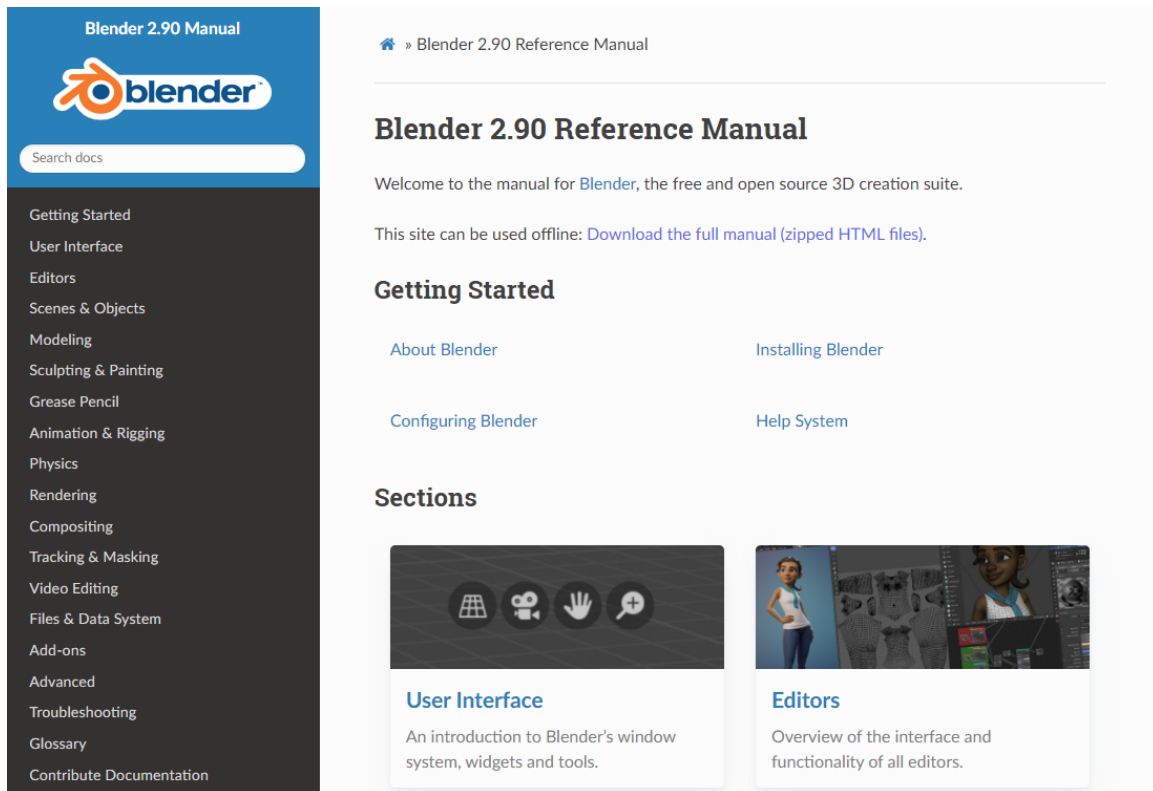 Blender 2.90 Manual
blender™
Search docs
Getting Started
User Interface
Editors
Scenes & Objects
Modeling
Sculpting & Painting
Grease Pencil
Animation & Rigging
Physics
Rendering
Compositing
Tracking & Masking
Video Editing
Files & Data System
Add-ons
Advanced
Troubleshooting
Glossary
Contribute Documentation
» Blender 2.90 Reference Manual
Blender 2.90 Reference Manual
Welcome to the manual for Blender, the free and open source 3D creation suite.
This site can be used offline: Download the full manual (zipped HTML files).
Getting Started
About Blender
Installing Blender
Configuring Blender
Help System
Sections
User Interface
An introduction to Blender's window
system, widgets and tools.
Editors
Overview of the interface and
functionality of all editors.